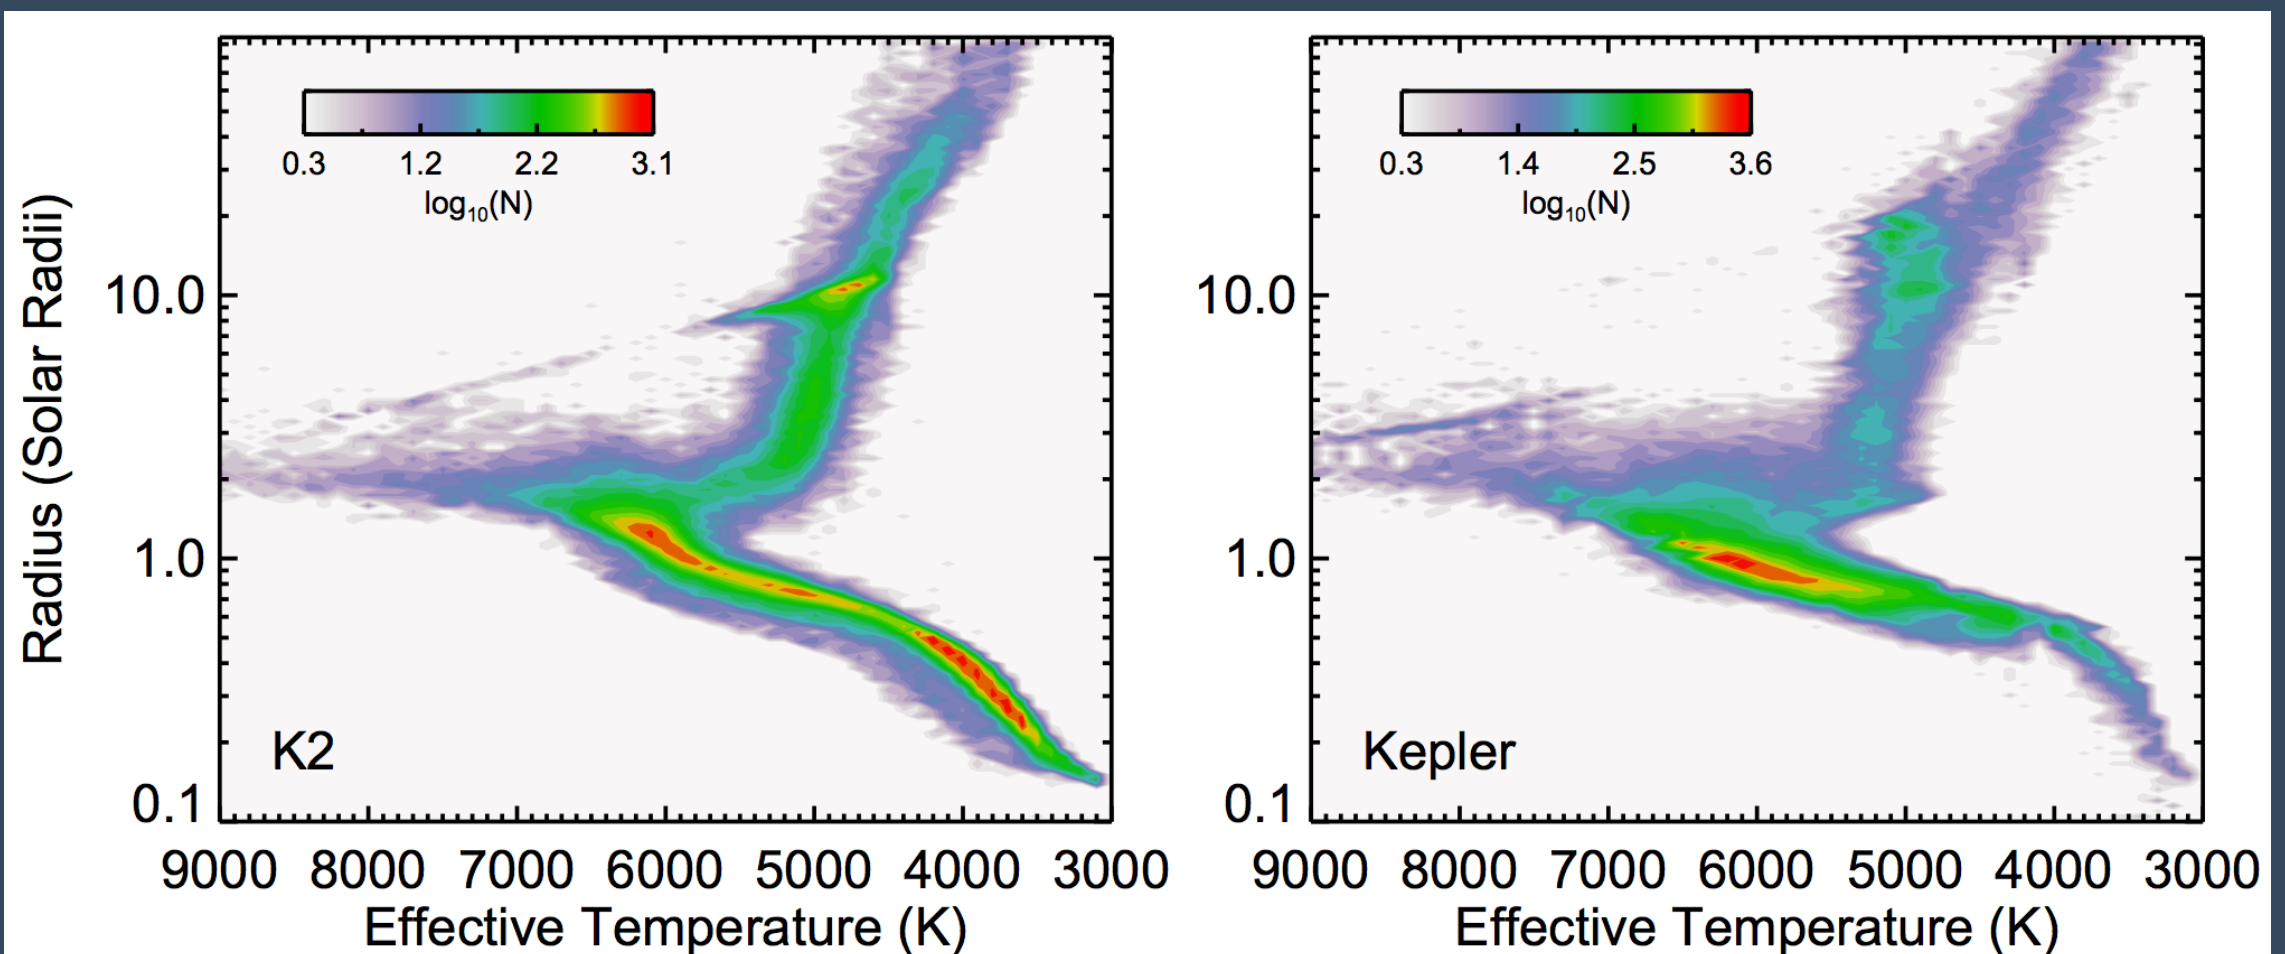 0.3 1.2 2.2 3.1
log10(N)
Radius (Solar Radii)
10.0
1.0
0.1
K2
9000 8000 7000 6000 5000 4000 3000
Effective Temperature (K)
0.3 1.4 2.5 3.6
log10(N)
10.0
1.0
0.1
Kepler
9000 8000 7000 6000 5000 4000 3000
Effective Temperature (K)